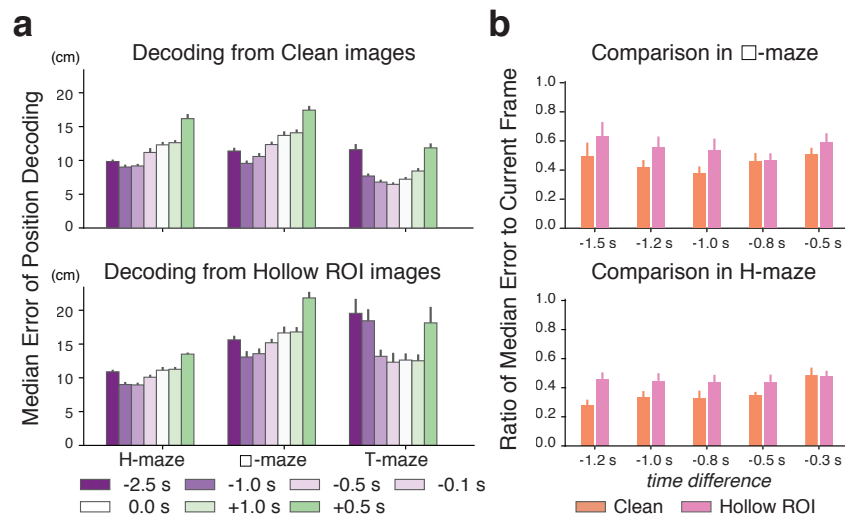 a
Decoding from Clean images
(cm)
20
15
10
5
0
Decoding from Hollow ROI images
(cm)
20
15
10
5
0
Median Error of Position Decoding
H-maze □-maze T-maze
-2.5 s -1.0 s -0.5 s -0.1 s
0.0 s +1.0 s +0.5 s
b
Comparison in □-maze
1.0
0.8
0.6
0.4
0.2
0.0
-1.5 s -1.2 s -1.0 s -0.8 s -0.5 s
Comparison in H-maze
1.0
0.8
0.6
0.4
0.2
0.0
-1.2 s -1.0 s -0.8 s -0.5 s -0.3 s
Ratio of Median Error to Current Frame
time difference
Clean Hollow ROI